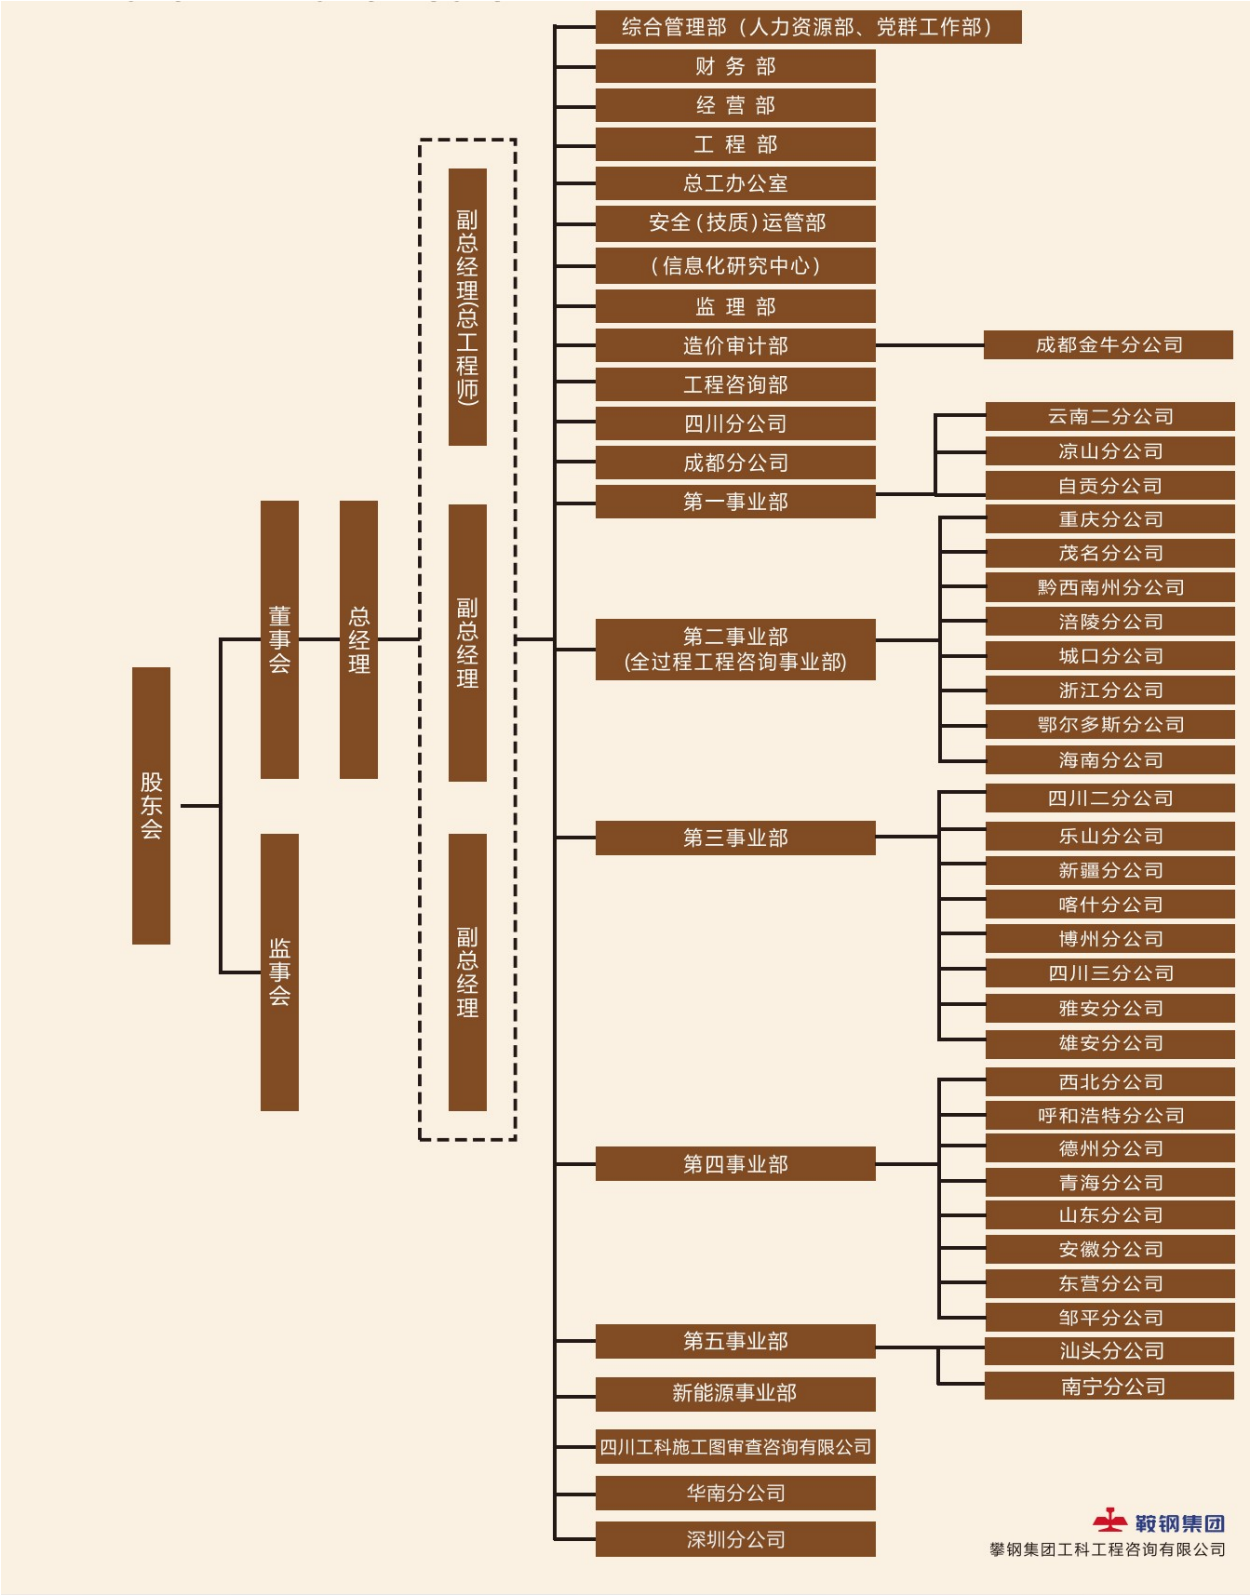 股东会
董事会
监事会
总经理
副总经理(总工程师)
副总经理
副总经理
综合管理部（人力资源部、党群工作部）
财 务 部
经 营 部
工 程 部
总工办公室
安全(技质)运管部
(信息化研究中心)
监 理 部
造价审计部
成都金牛分公司
工程咨询部
四川分公司
成都分公司
第一事业部
云南二分公司
凉山分公司
自贡分公司
第二事业部
(全过程工程咨询事业部)
重庆分公司
茂名分公司
黔西南州分公司
涪陵分公司
城口分公司
浙江分公司
鄂尔多斯分公司
海南分公司
第三事业部
四川二分公司
乐山分公司
新疆分公司
喀什分公司
博州分公司
四川三分公司
雅安分公司
雄安分公司
第四事业部
西北分公司
呼和浩特分公司
德州分公司
青海分公司
山东分公司
安徽分公司
东营分公司
邹平分公司
第五事业部
汕头分公司
南宁分公司
新能源事业部
四川工科施工图审查咨询有限公司
华南分公司
深圳分公司
鞍钢集团
攀钢集团工科工程咨询有限公司